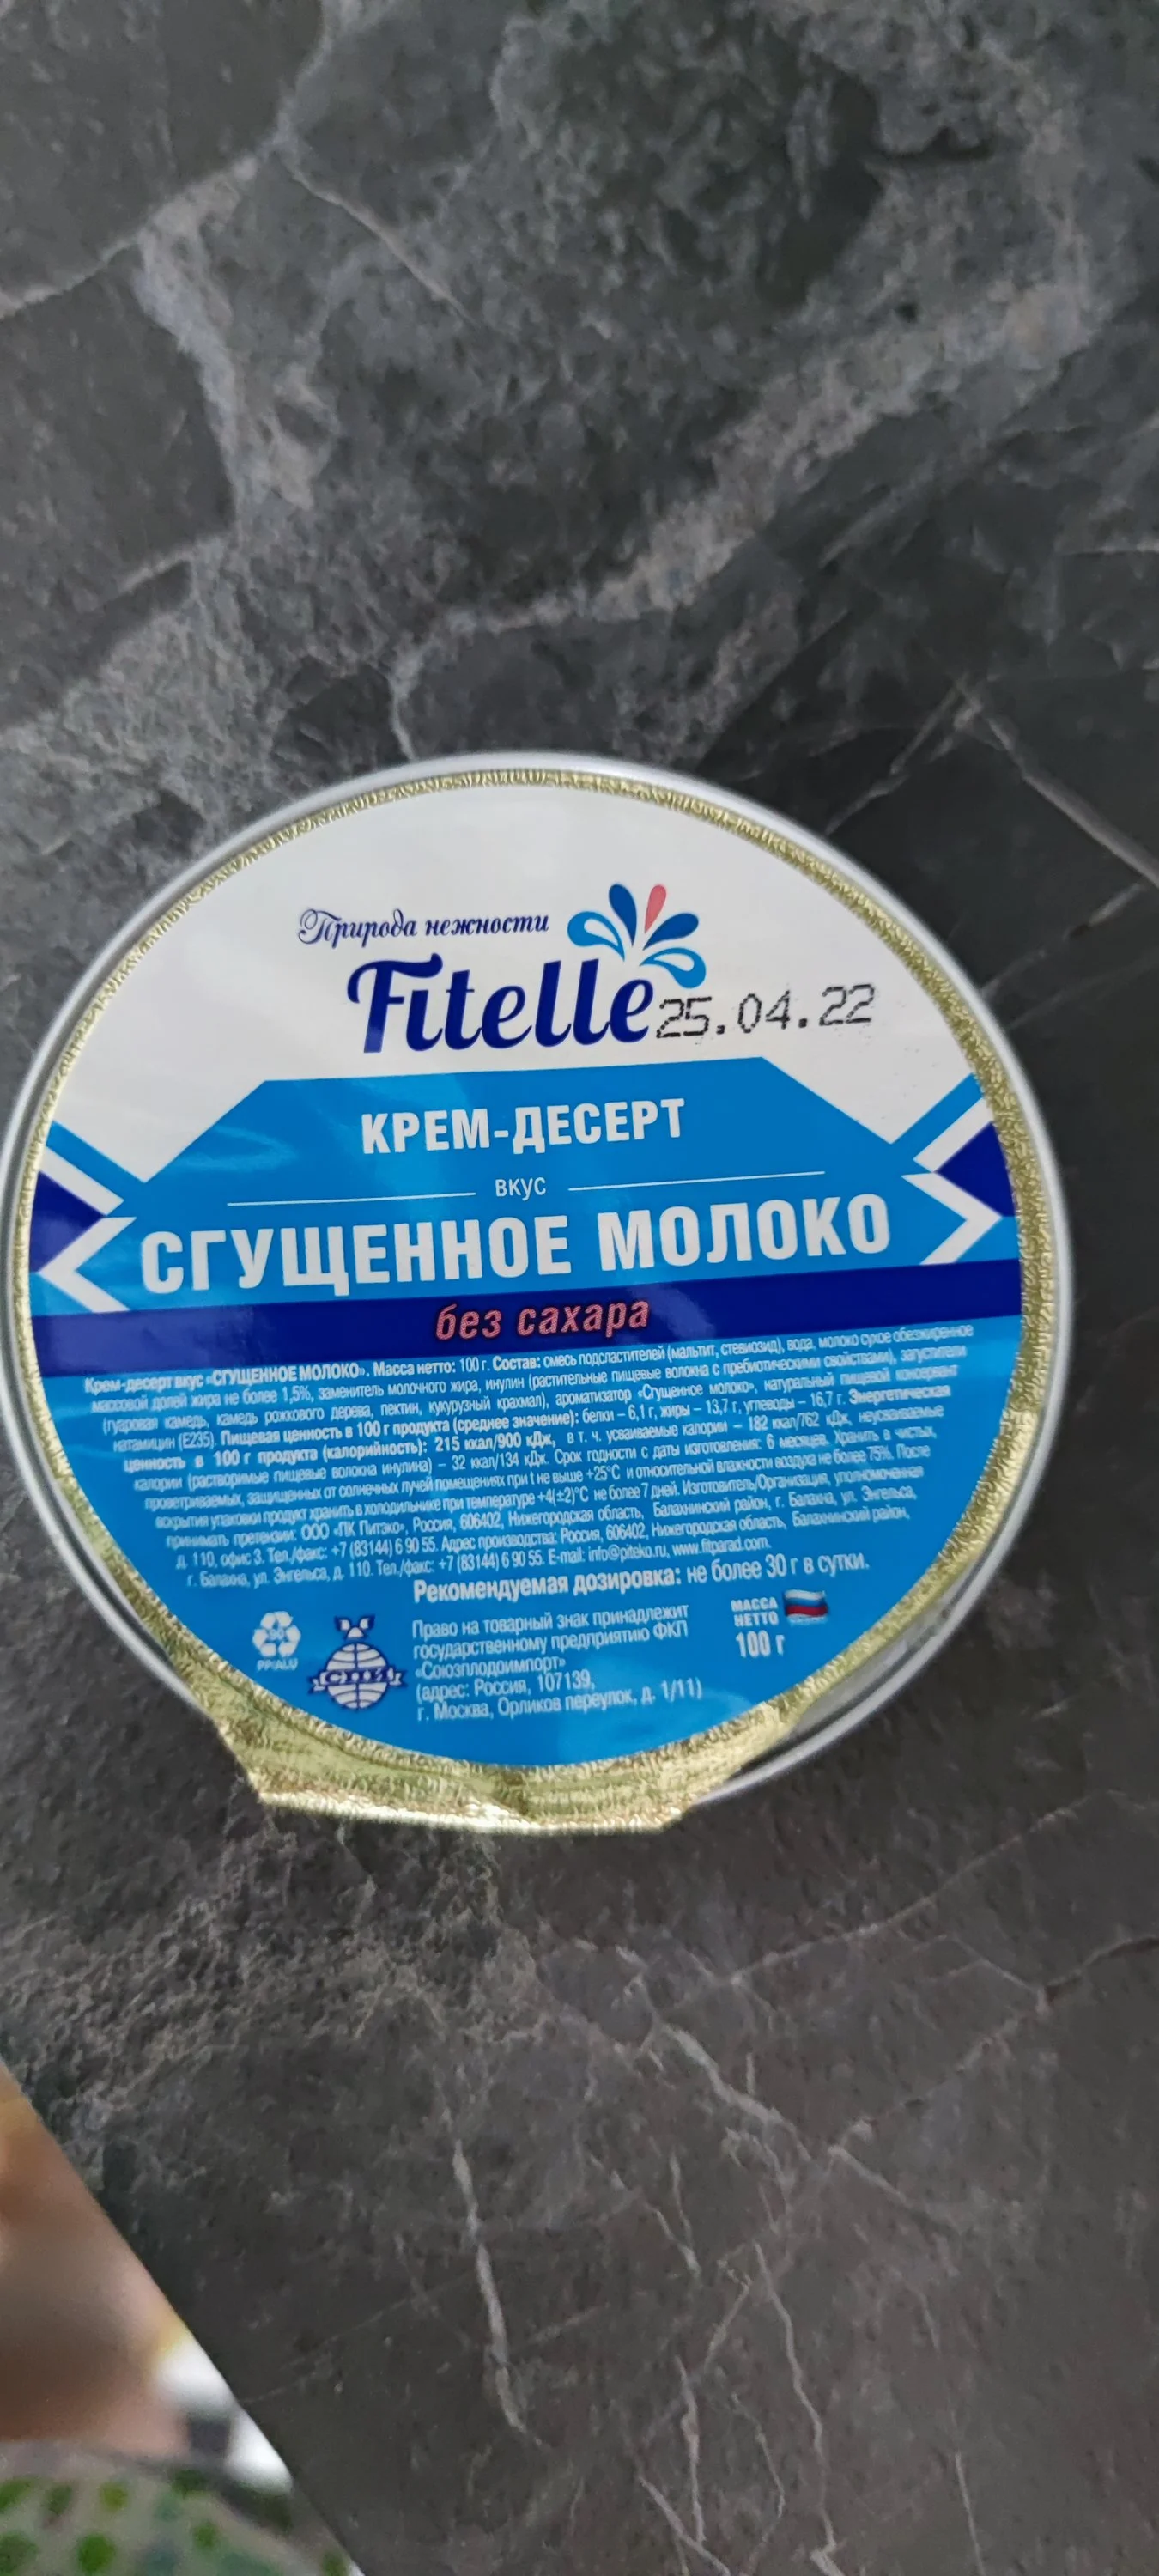 Природа нежности
Fitelle
25.04.22
КРЕМ-ДЕСЕРТ
вкус
СГУЩЕННОЕ МОЛОКО
без сахара
Крем-десерт вкус «СГУЩЕННОЕ МОЛОКО». Масса нетто: 100 г. Состав: смесь подсластителей (мальтит, стевиозид), вода, молоко сухое обезжиренное
массовой долей жира не более 1,5%, заменитель молочного жира, инулин (растительные пищевые волокна с пребиотическими свойствами), загустители
(гуаровая камедь, камедь рожкового дерева, пектин, кукурузный крахмал), ароматизатор «Сгущенное молоко», натуральный пищевой консервант
натамицин (Е235). Пищевая ценность в 100 г продукта (среднее значение): белки – 6,1 г, жиры – 13,7 г, углеводы – 16,7 г. Энергетическая
ценность в 100 г продукта (калорийность): 215 ккал/900 кДж, в т. ч. усваиваемые калории – 182 ккал/762 кДж, неусваиваемые
калории (растворимые пищевые волокна инулина) – 32 ккал/134 кДж. Срок годности с даты изготовления: 6 месяцев. Хранить в чистых,
проветриваемых, защищенных от солнечных лучей помещениях при t не выше +25°С и относительной влажности воздуха не более 75%. После
вскрытия упаковки продукт хранить в холодильнике при температуре +4(±2)°С не более 7 дней. Изготовитель/Организация, уполномоченная
принимать претензии: ООО «ПК Питэко», Россия, 606402, Нижегородская область, Балахнинский район, г. Балахна, ул. Энгельса,
д. 110, офис 3. Тел./факс: +7 (83144) 6 90 55. Адрес производства: Россия, 606402, Нижегородская область, Балахнинский район,
г. Балахна, ул. Энгельса, д. 110. Тел./факс: +7 (83144) 6 90 55. E-mail: info@piteko.ru, www.fitparad.com.
Рекомендуемая дозировка: не более 30 г в сутки.
90
PP/ALU
СПИ
Право на товарный знак принадлежит
государственному предприятию ФКП
«Союзплодоимпорт»
(адрес: Россия, 107139,
г. Москва, Орликов переулок, д. 1/11)
МАССА
НЕТТО
100 г